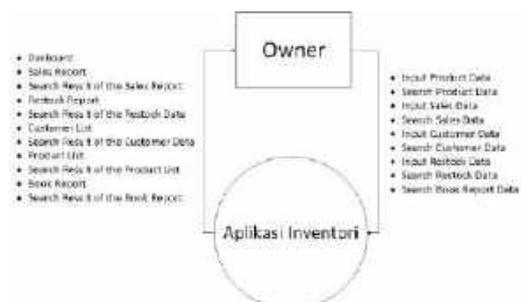 Owner
• Dashboard
• Sales Report
• Search Result of the Sales Report
• Restock Report
• Search Result of the Restock Data
• Customer List
• Search Result of the Customer Data
• Product List
• Search Result of the Product List
• Book Report
• Search Result of the Book Report
• Input Product Data
• Search Product Data
• Input Sales Data
• Search Sales Data
• Input Customer Data
• Search Customer Data
• Input Restock Data
• Search Restock Data
• Search Book Report Data
Aplikasi Inventori